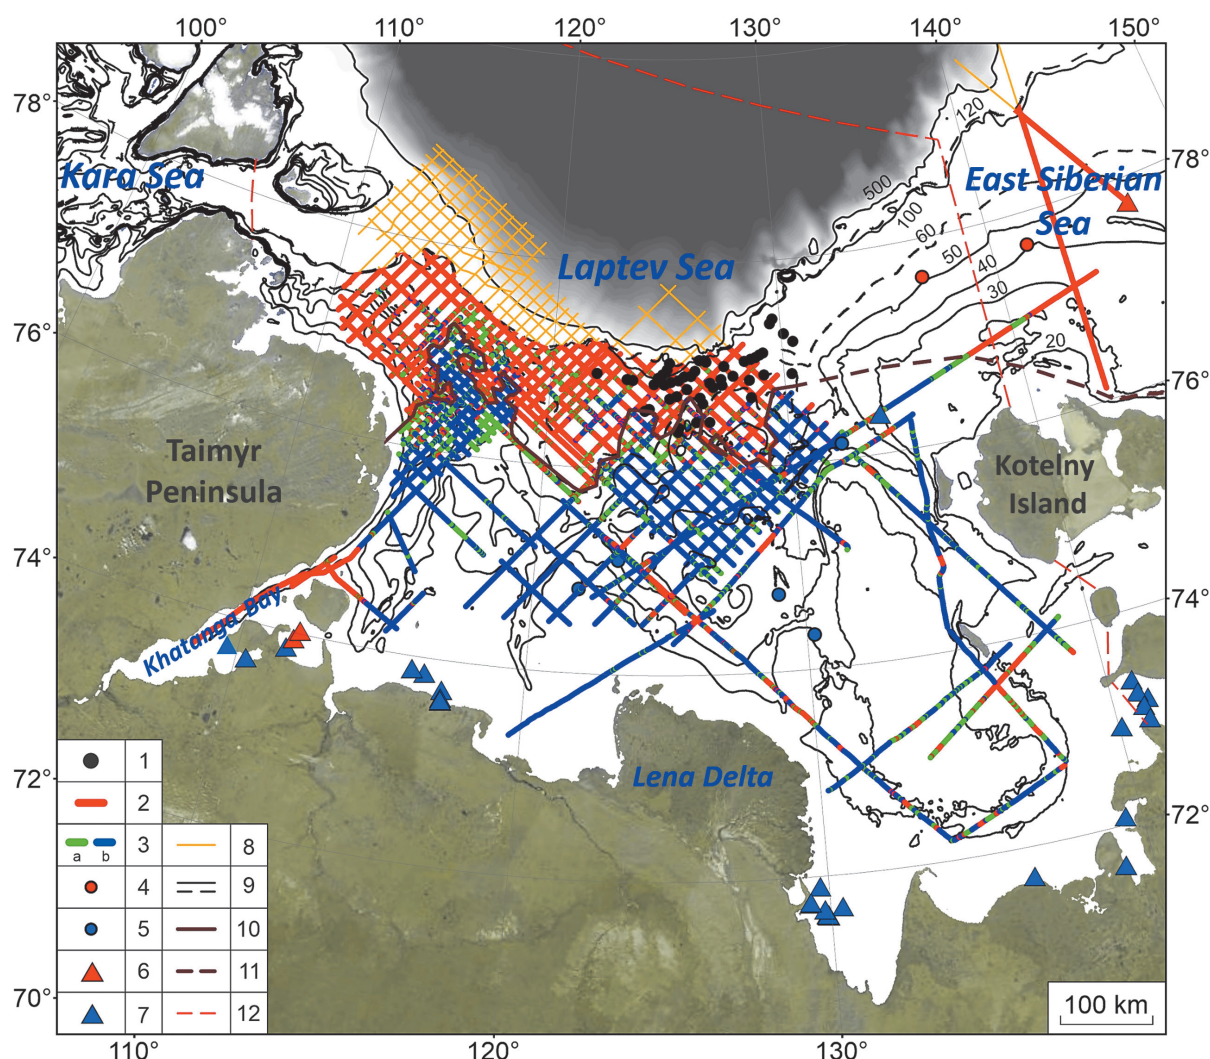 100° 110° 120° 130° 140° 150°
78°
78°
Kara Sea
East Siberian
Sea
Laptev Sea
120
500
100
60
50
40
30
20
76°
76°
Taimyr
Peninsula
Kotelny
Island
74°
74°
Khatanga Bay
72°
72°
Lena Delta
70°
1
2
3
a b
4
5
6
7
8
9
10
11
12
100 km
110° 120° 130°